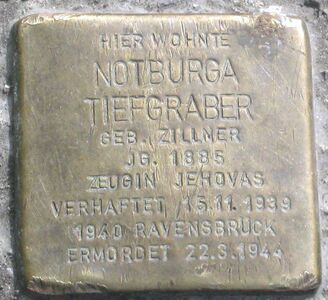 HIER WOHNTE
NOTBURGA
TIEFGRABER
GEB. ZILLNER
JG. 1885
ZEUGIN JEHOVAS
VERHAFTET 15.11.1939
1940 RAVENSBRÜCK
ERMORDET 22.3.1944